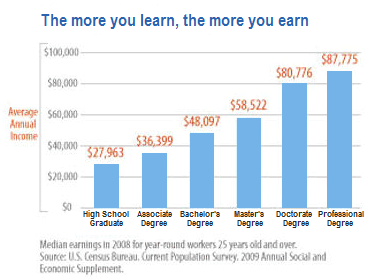 The more you learn, the more you earn
$100,000
$80,000
$60,000
$40,000
$20,000
$0
Average
Annual
Income
$27,963
$36,399
$48,097
$58,522
$80,776
$87,775
High School
Graduate
Associate
Degree
Bachelor's
Degree
Master's
Degree
Doctorate
Degree
Professional
Degree
Median earnings in 2008 for year-round workers 25 years old and over.
Source: U.S. Census Bureau. Current Population Survey. 2009 Annual Social and
Economic Supplement.